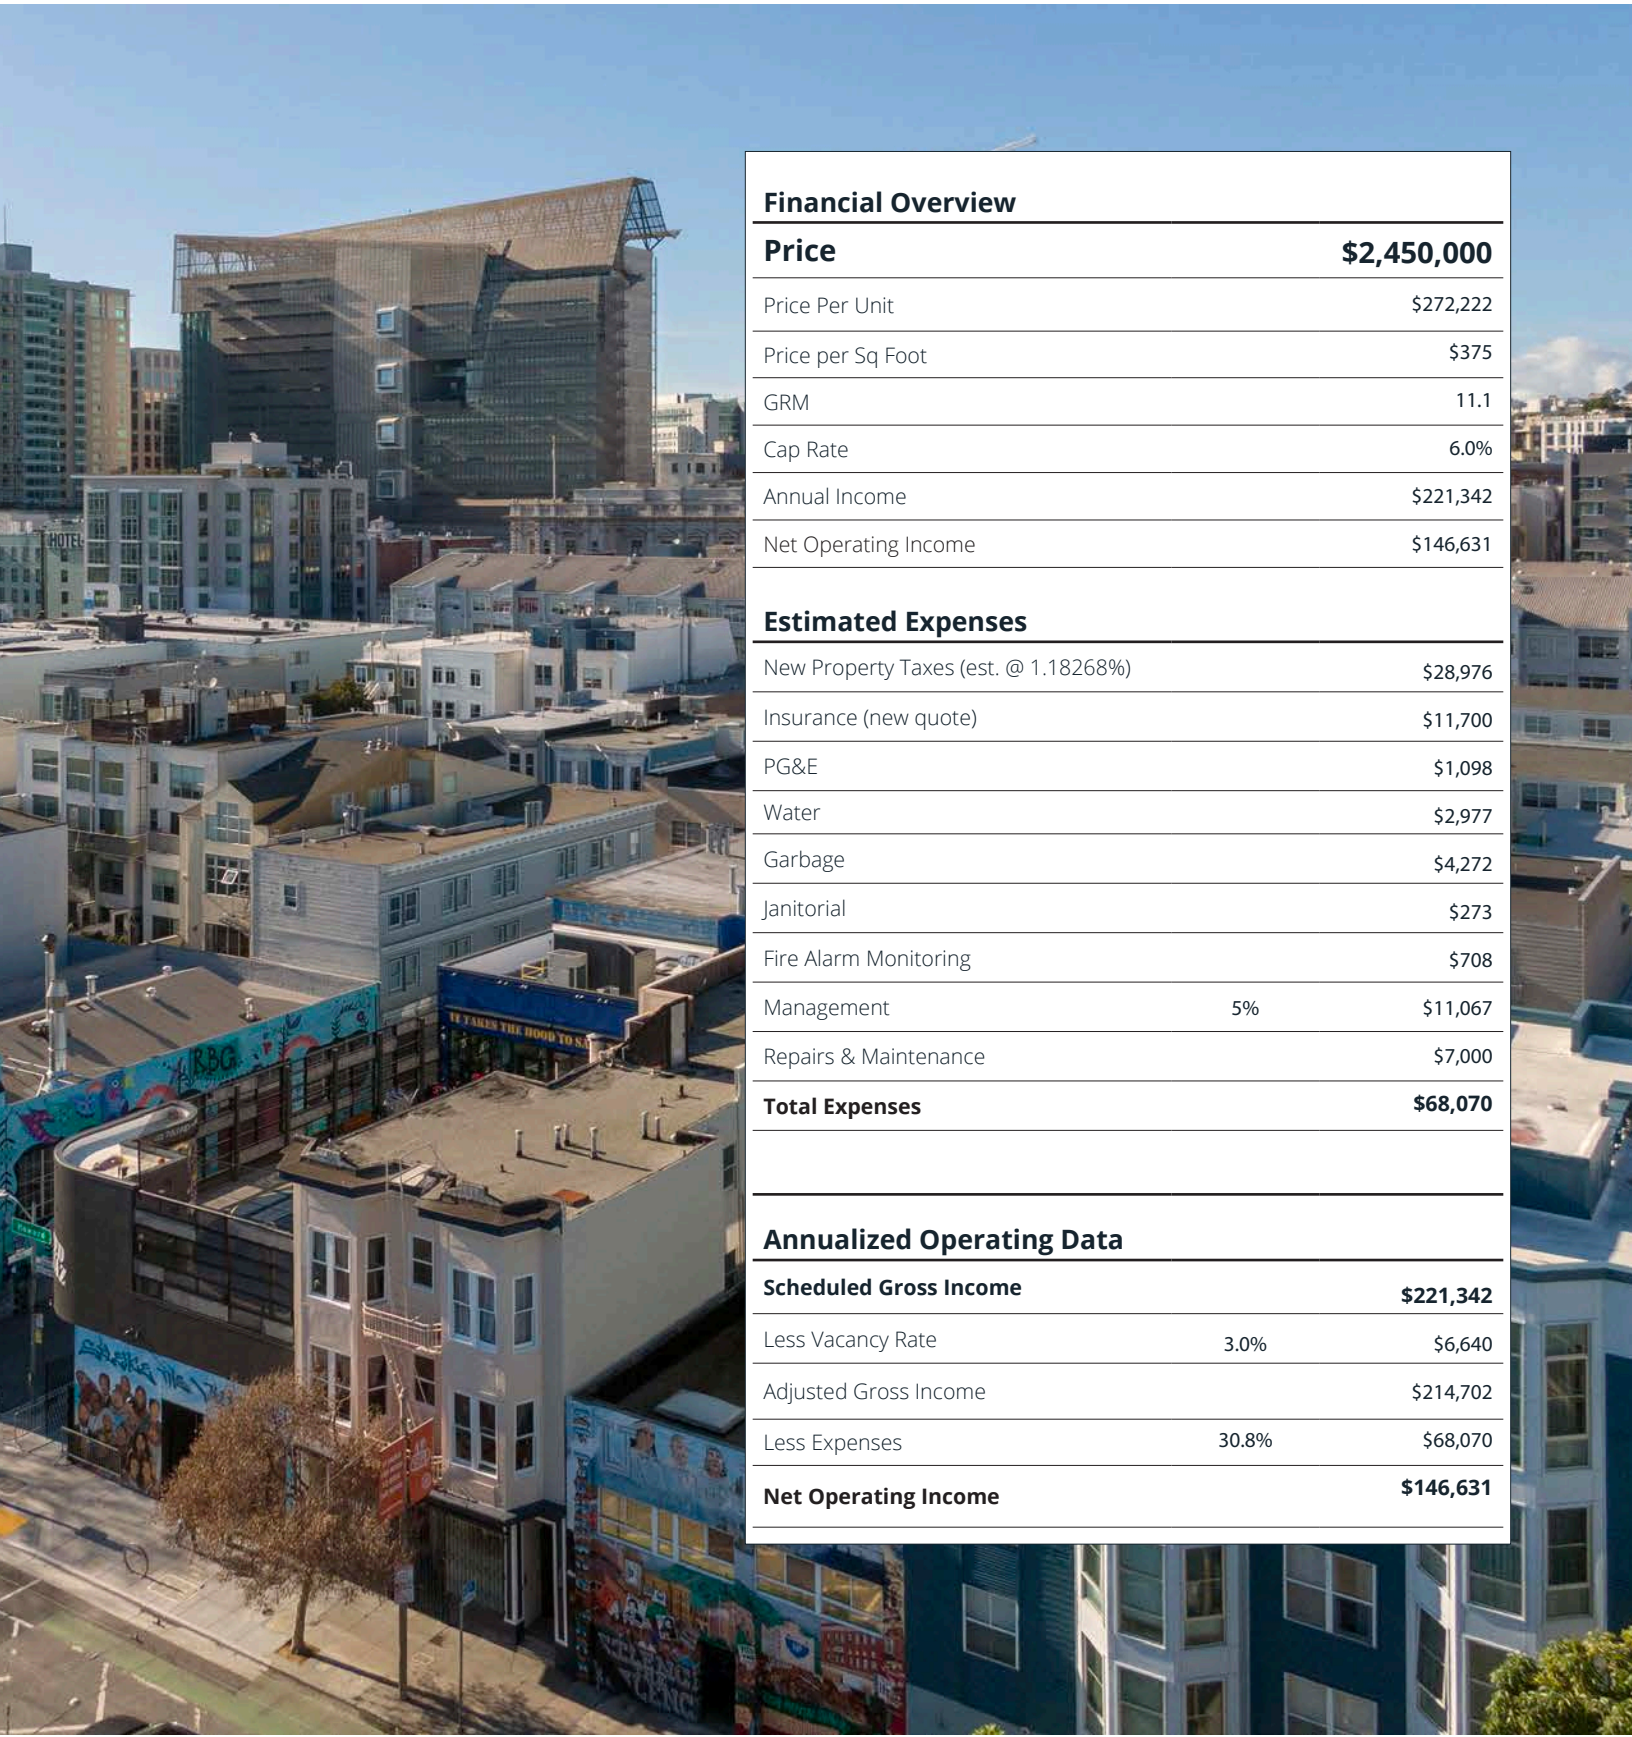 Financial Overview
Price $2,450,000
Price Per Unit $272,222
Price per Sq Foot $375
GRM 11.1
Cap Rate 6.0%
Annual Income $221,342
Net Operating Income $146,631
Estimated Expenses
New Property Taxes (est. @ 1.18268%) $28,976
Insurance (new quote) $11,700
PG&E $1,098
Water $2,977
Garbage $4,272
Janitorial $273
Fire Alarm Monitoring $708
Management 5% $11,067
Repairs & Maintenance $7,000
Total Expenses $68,070
Annualized Operating Data
Scheduled Gross Income $221,342
Less Vacancy Rate 3.0% $6,640
Adjusted Gross Income $214,702
Less Expenses 30.8% $68,070
Net Operating Income $146,631
HOTEL
IT TAKES THE HOOD TO SA
RBG